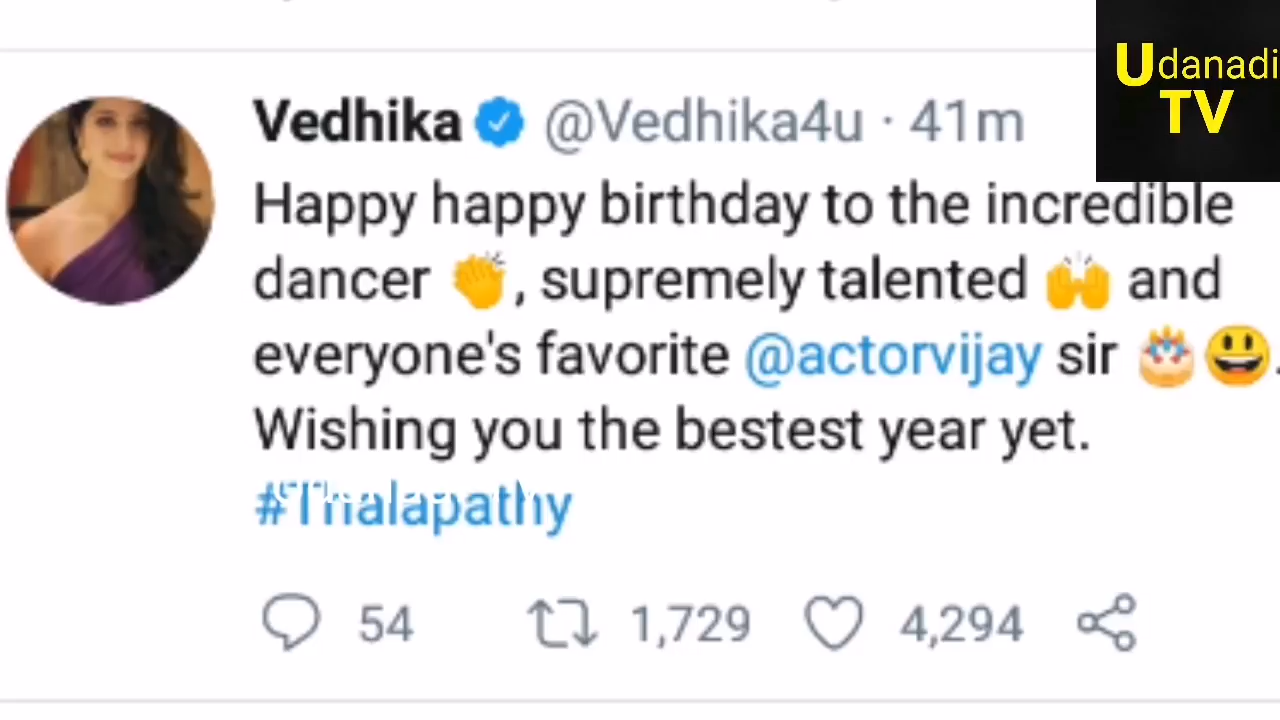 Udanadi
TV
Vedhika @Vedhika4u · 41m
Happy happy birthday to the incredible
dancer 👏, supremely talented 🙌 and
everyone's favorite @actorvijay sir 🎂😃.
Wishing you the bestest year yet.
#Thalapathy
54 1,729 4,294